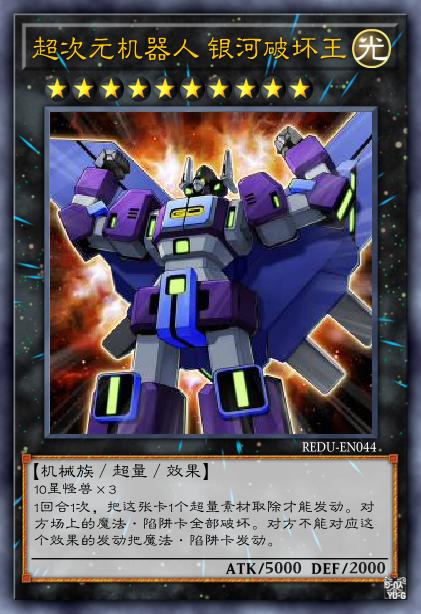 超次元机器人 银河破坏王 光
GD
REDU-EN044
【机械族／超量／效果】
10星怪兽×3
1回合1次，把这张卡1个超量素材取除才能发动。对
方场上的魔法·陷阱卡全部破坏。对方不能对应这
个效果的发动把魔法·陷阱卡发动。
ATK/5000 DEF/2000